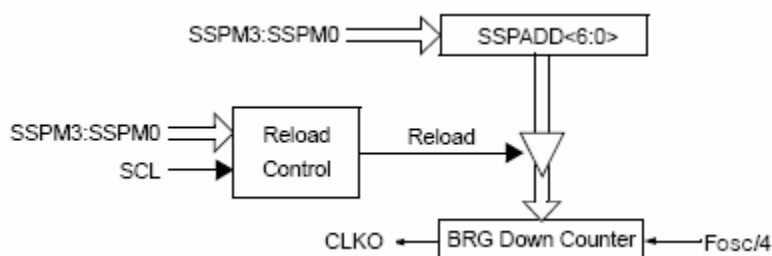 SSPM3:SSPM0
SSPADD<6:0>
SSPM3:SSPM0
SCL
Reload
Control
Reload
CLKO
BRG Down Counter
Fosc/4